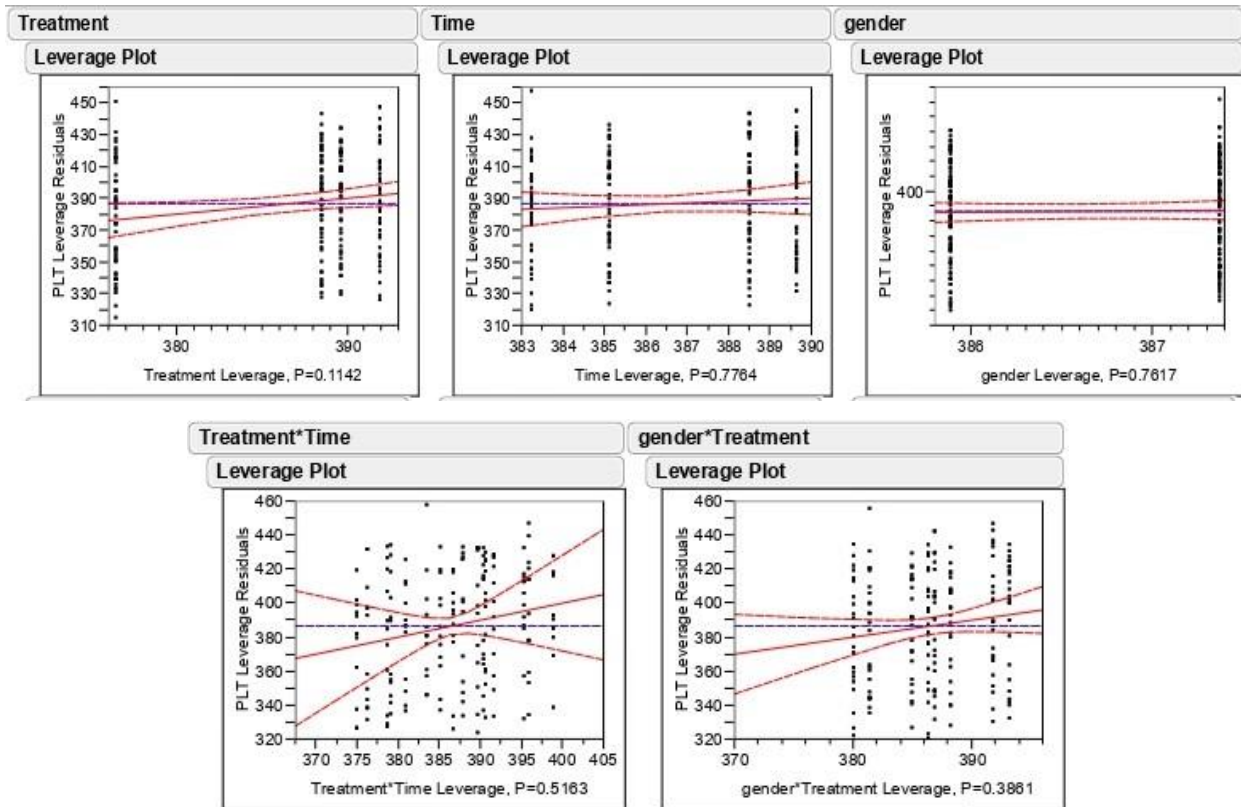 Treatment
Leverage Plot
PLT Leverage Residuals
450
430
410
390
370
350
330
310
380 390
Treatment Leverage, P=0.1142
Time
Leverage Plot
PLT Leverage Residuals
450
430
410
390
370
350
330
310
383 384 385 386 387 388 389 390
Time Leverage, P=0.7764
gender
Leverage Plot
PLT Leverage Residuals
400
386 387
gender Leverage, P=0.7617
Treatment*Time
Leverage Plot
PLT Leverage Residuals
460
440
420
400
380
360
340
320
370 375 380 385 390 395 400 405
Treatment*Time Leverage, P=0.5163
gender*Treatment
Leverage Plot
PLT Leverage Residuals
460
440
420
400
380
360
340
320
370 380 390
gender*Treatment Leverage, P=0.3861